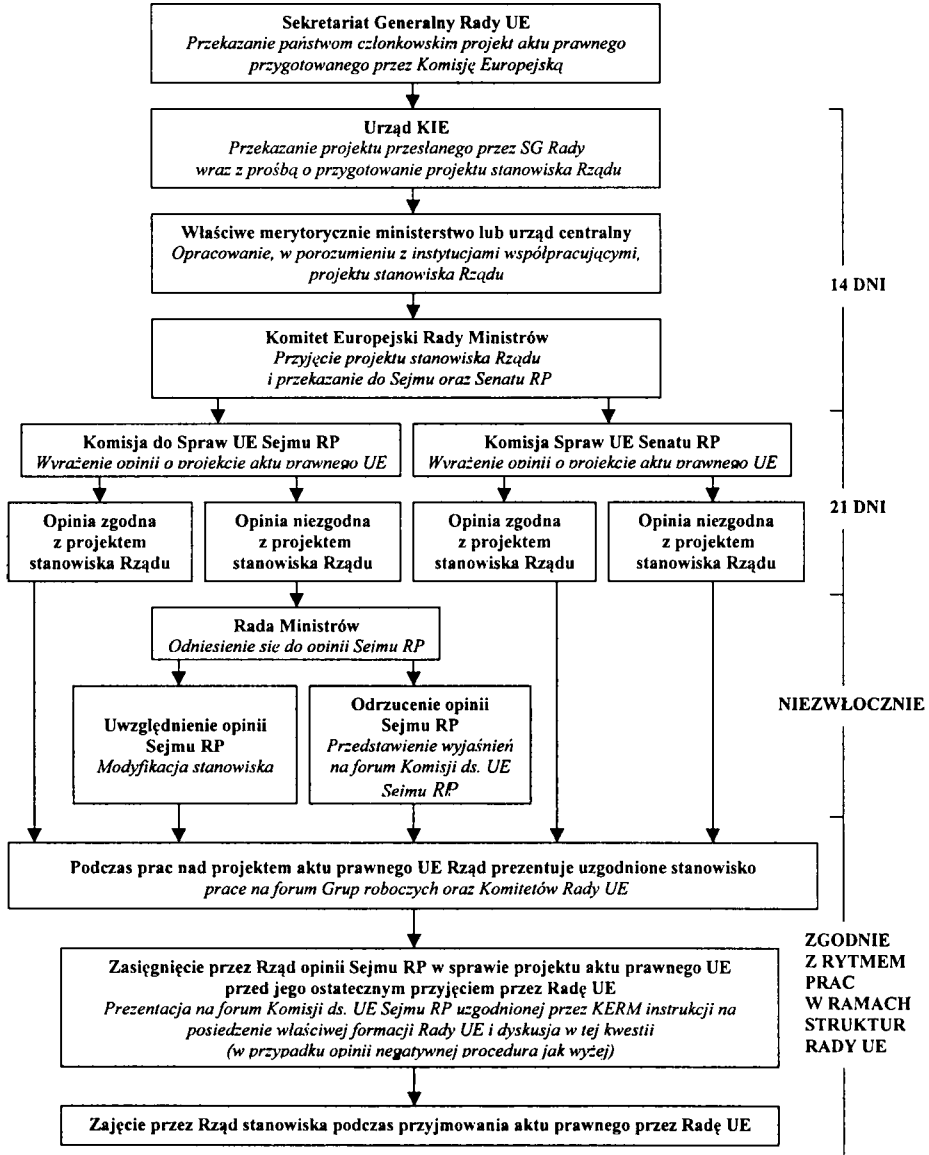 Sekretariat Generalny Rady UE
Przekazanie państwom członkowskim projekt aktu prawnego
przygotowanego przez Komisję Europejską
Urząd KIE
Przekazanie projektu przesłanego przez SG Rady
wraz z prośbą o przygotowanie projektu stanowiska Rządu
Właściwe merytorycznie ministerstwo lub urząd centralny
Opracowanie, w porozumieniu z instytucjami współpracującymi,
projektu stanowiska Rządu
14 DNI
Komitet Europejski Rady Ministrów
Przyjęcie projektu stanowiska Rządu
i przekazanie do Sejmu oraz Senatu RP
Komisja do Spraw UE Sejmu RP
Wyrażenie opinii o projekcie aktu prawnego UE
Komisja Spraw UE Senatu RP
Wyrażenie opinii o projekcie aktu prawnego UE
21 DNI
Opinia zgodna
z projektem
stanowiska Rządu
Opinia niezgodna
z projektem
stanowiska Rządu
Opinia zgodna
z projektem
stanowiska Rządu
Opinia niezgodna
z projektem
stanowiska Rządu
Rada Ministrów
Odniesienie się do opinii Sejmu RP
NIEZWŁOCZNIE
Uwzględnienie opinii
Sejmu RP
Modyfikacja stanowiska
Odrzucenie opinii
Sejmu RP
Przedstawienie wyjaśnień
na forum Komisji ds. UE
Sejmu RP
Podczas prac nad projektem aktu prawnego UE Rząd prezentuje uzgodnione stanowisko
prace na forum Grup roboczych oraz Komitetów Rady UE
Zasięgnięcie przez Rząd opinii Sejmu RP w sprawie projektu aktu prawnego UE
przed jego ostatecznym przyjęciem przez Radę UE
Prezentacja na forum Komisji ds. UE Sejmu RP uzgodnionej przez KERM instrukcji na
posiedzenie właściwej formacji Rady UE i dyskusja w tej kwestii
(w przypadku opinii negatywnej procedura jak wyżej)
ZGODNIE
Z RYTMEM
PRAC
W RAMACH
STRUKTUR
RADY UE
Zajęcie przez Rząd stanowiska podczas przyjmowania aktu prawnego przez Radę UE